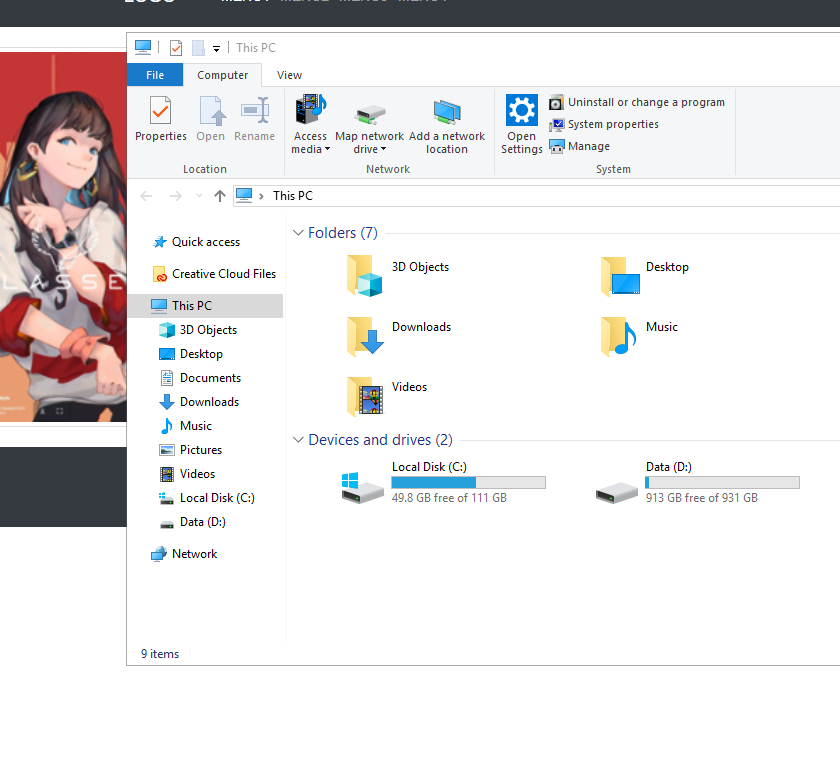 This PC
File Computer View
Properties Open Rename
Access media Map network drive Add a network location
Open Settings
Uninstall or change a program
System properties
Manage
Location Network System
This PC
Quick access
Creative Cloud Files
This PC
3D Objects
Desktop
Documents
Downloads
Music
Pictures
Videos
Local Disk (C:)
Data (D:)
Network
Folders (7)
3D Objects
Desktop
Downloads
Music
Videos
Devices and drives (2)
Local Disk (C:)
49.8 GB free of 111 GB
Data (D:)
913 GB free of 931 GB
9 items
LASSE